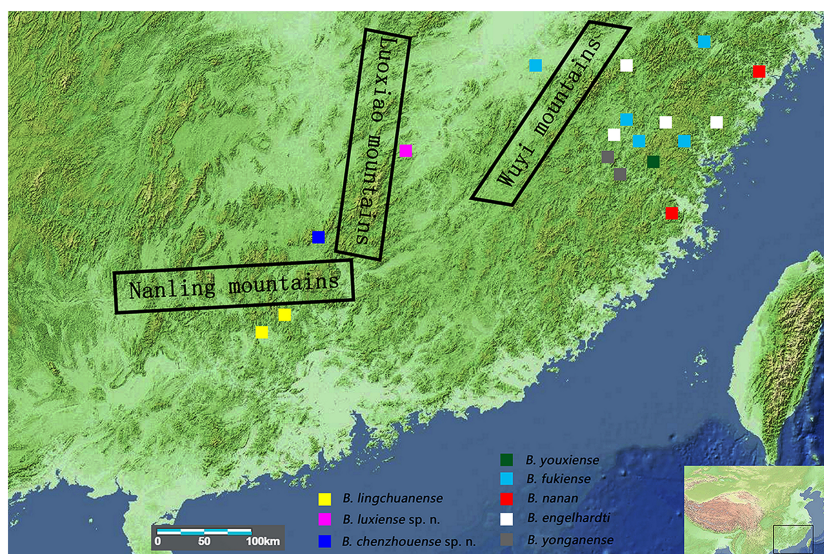 Luoxiao mountains
Wuyi mountains
Nanling mountains
B. lingchuanense
B. luxiense sp. n.
B. chenzhouense sp. n.
B. youxiense
B. fukiense
B. nanan
B. engelhardti
B. yonganense
0 50 100km